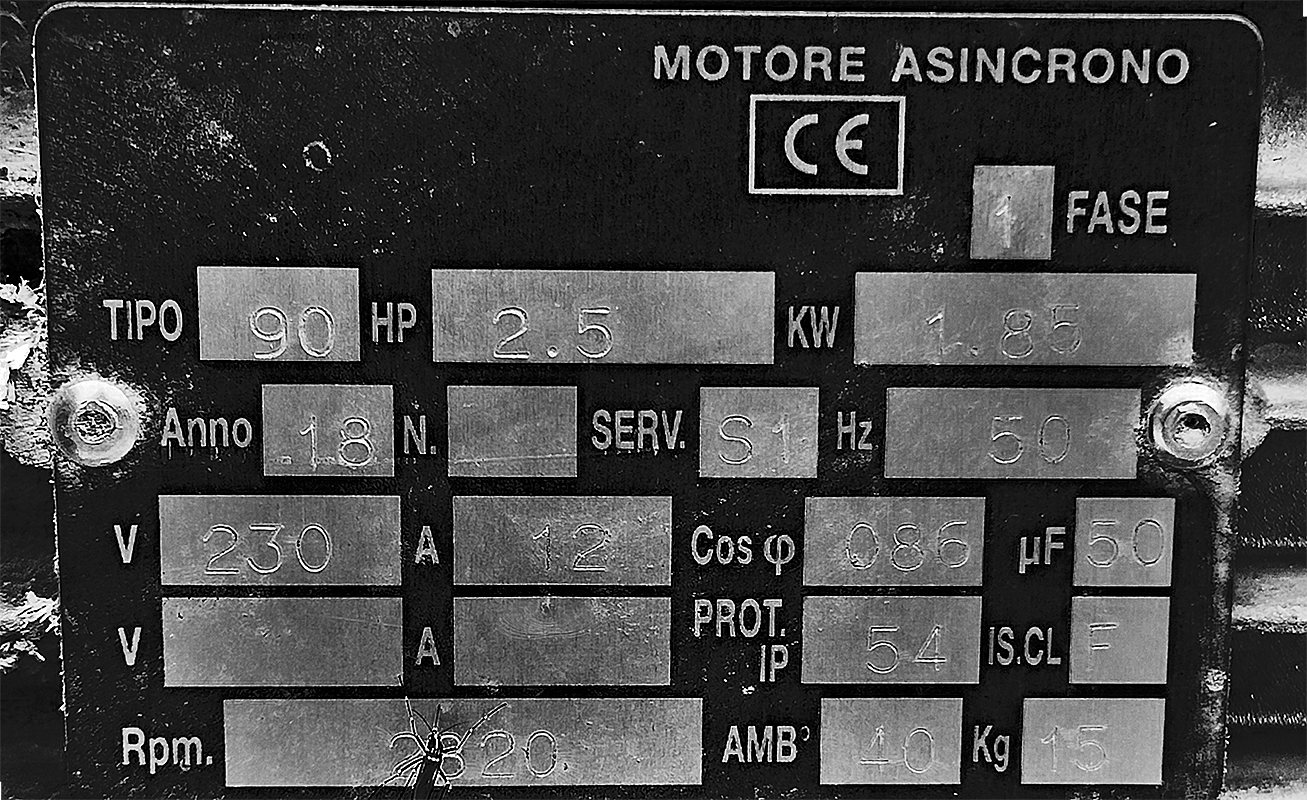 MOTORE ASINCRONO
CE
1 FASE
TIPO 90 HP 2.5 KW 1.85
Anno 18 N. SERV. S1 Hz 50
V 230 A 12 Cos φ 086 µF 50
V A PROT. IP 54 IS.CL F
Rpm. AMB° 40 Kg 15